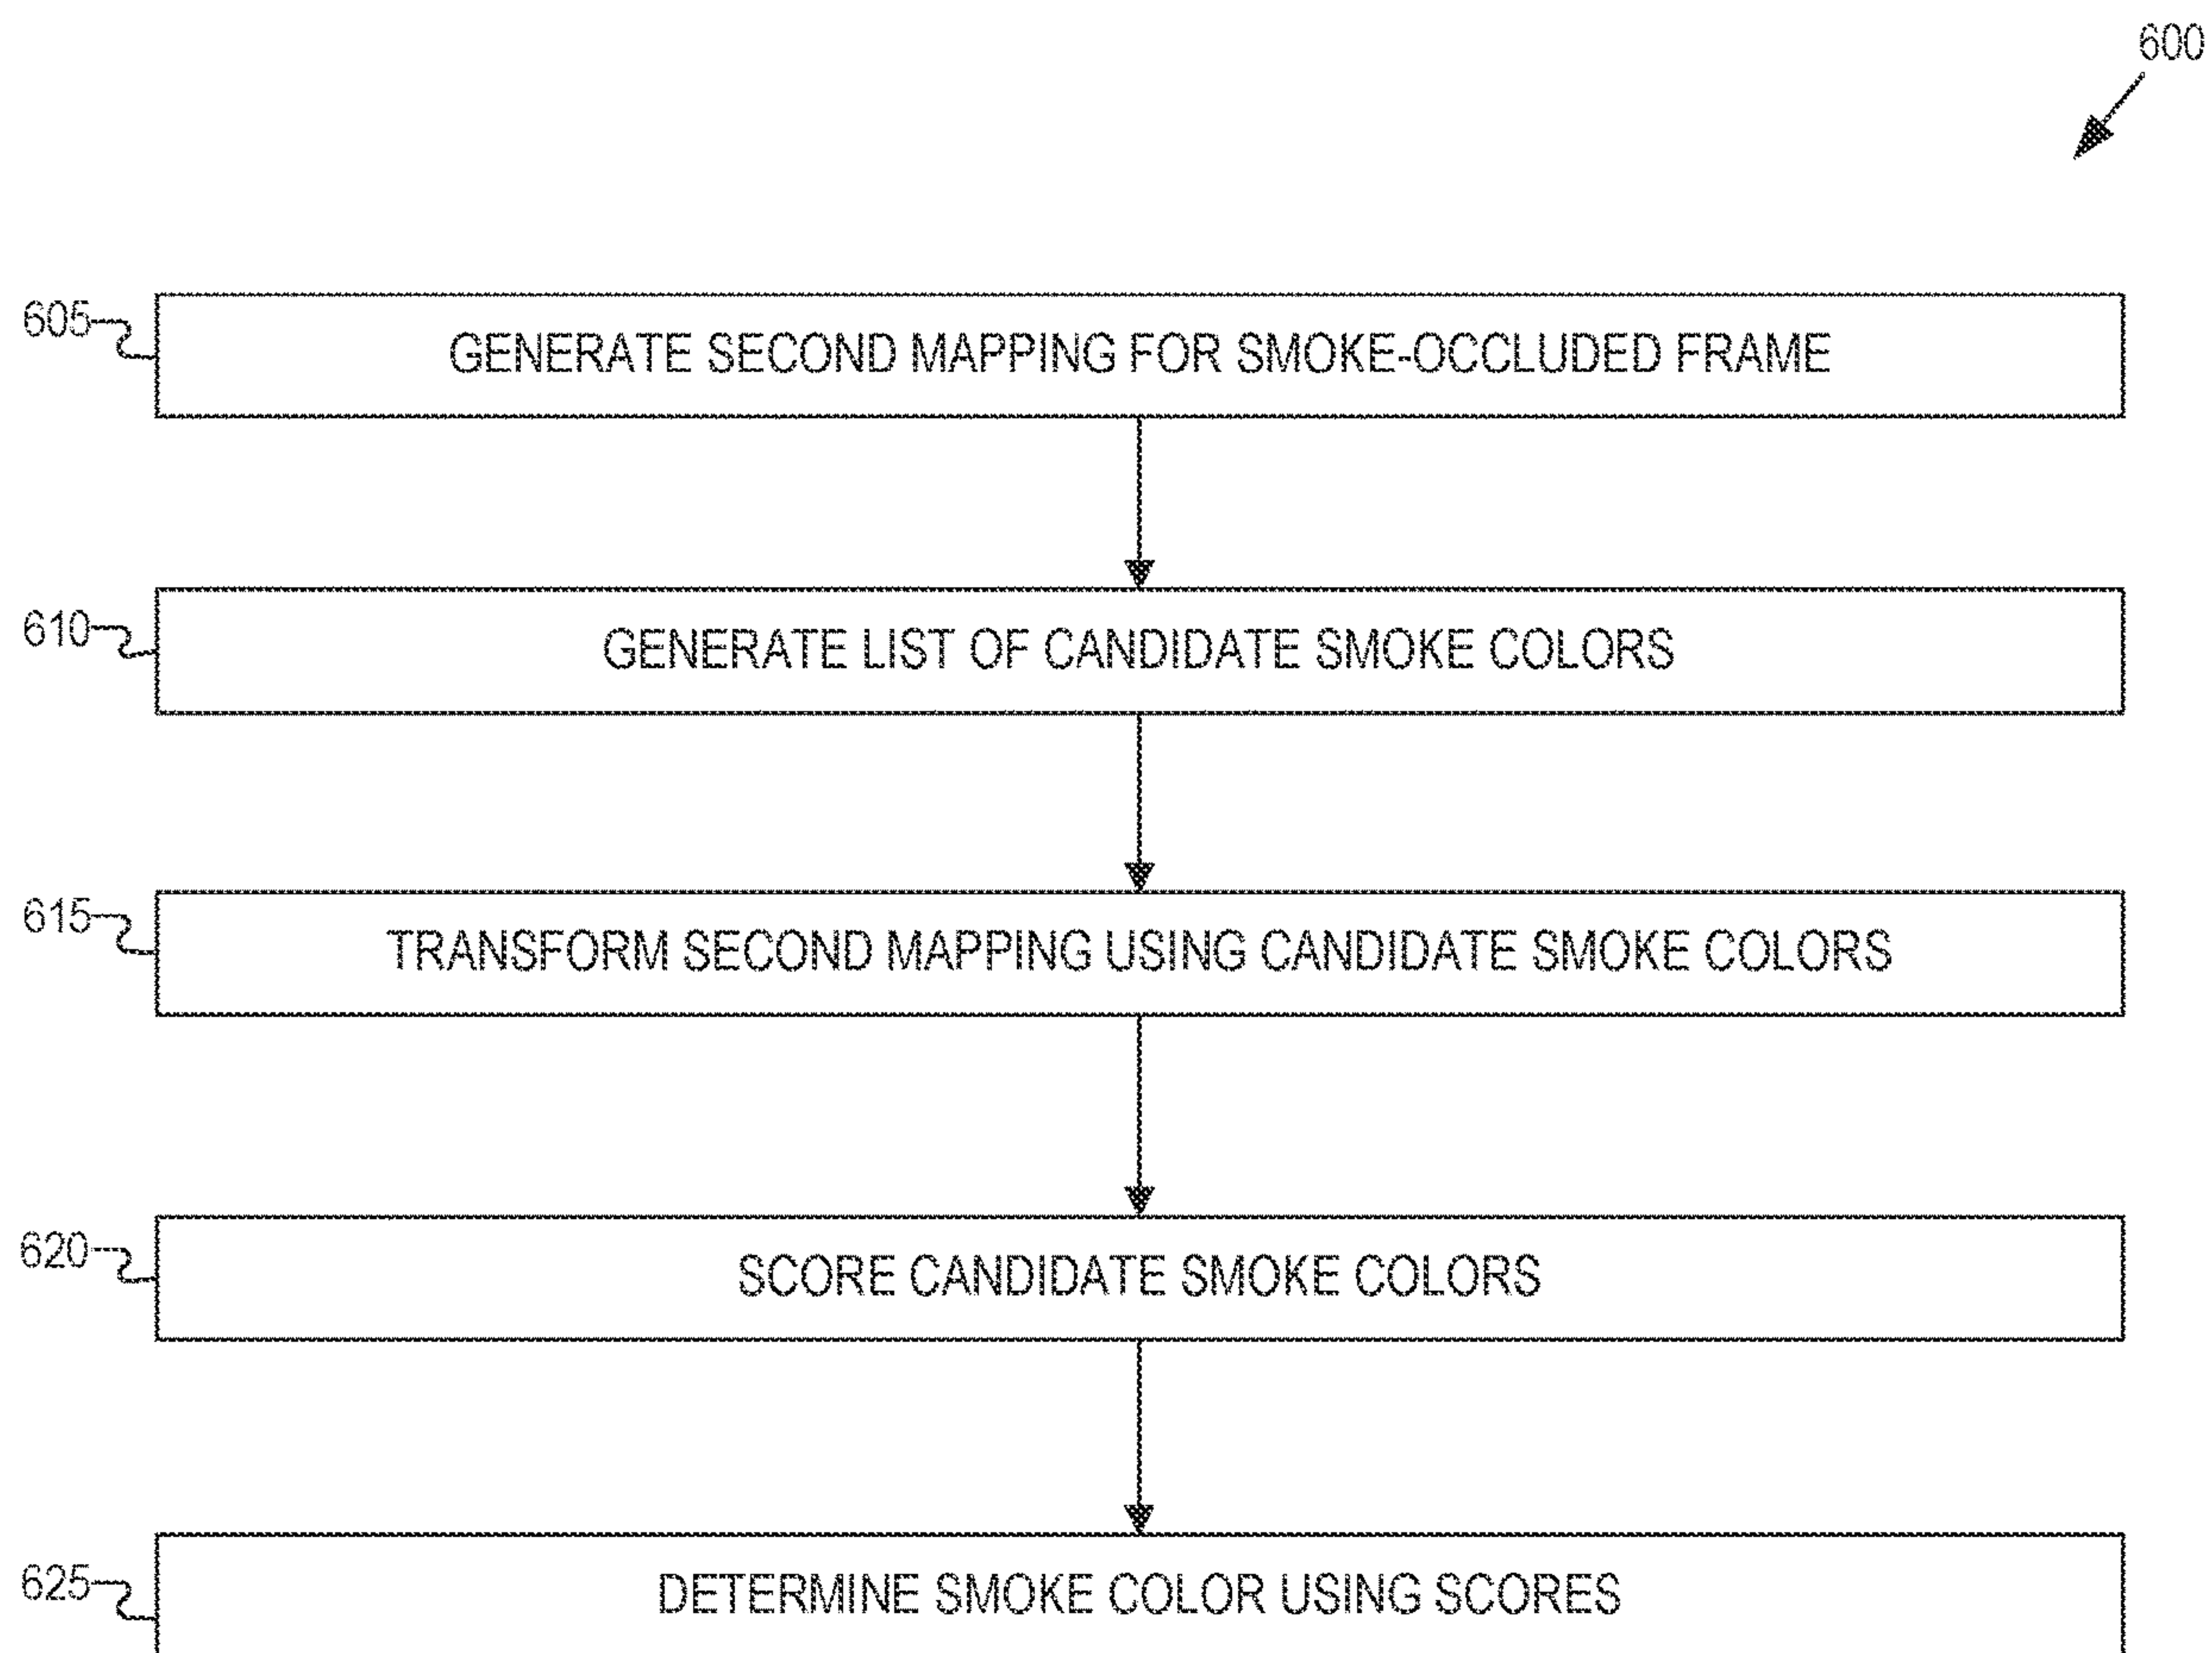 600
605
GENERATE SECOND MAPPING FOR SMOKE-OCCLUDED FRAME
610
GENERATE LIST OF CANDIDATE SMOKE COLORS
615
TRANSFORM SECOND MAPPING USING CANDIDATE SMOKE COLORS
620
SCORE CANDIDATE SMOKE COLORS
625
DETERMINE SMOKE COLOR USING SCORES